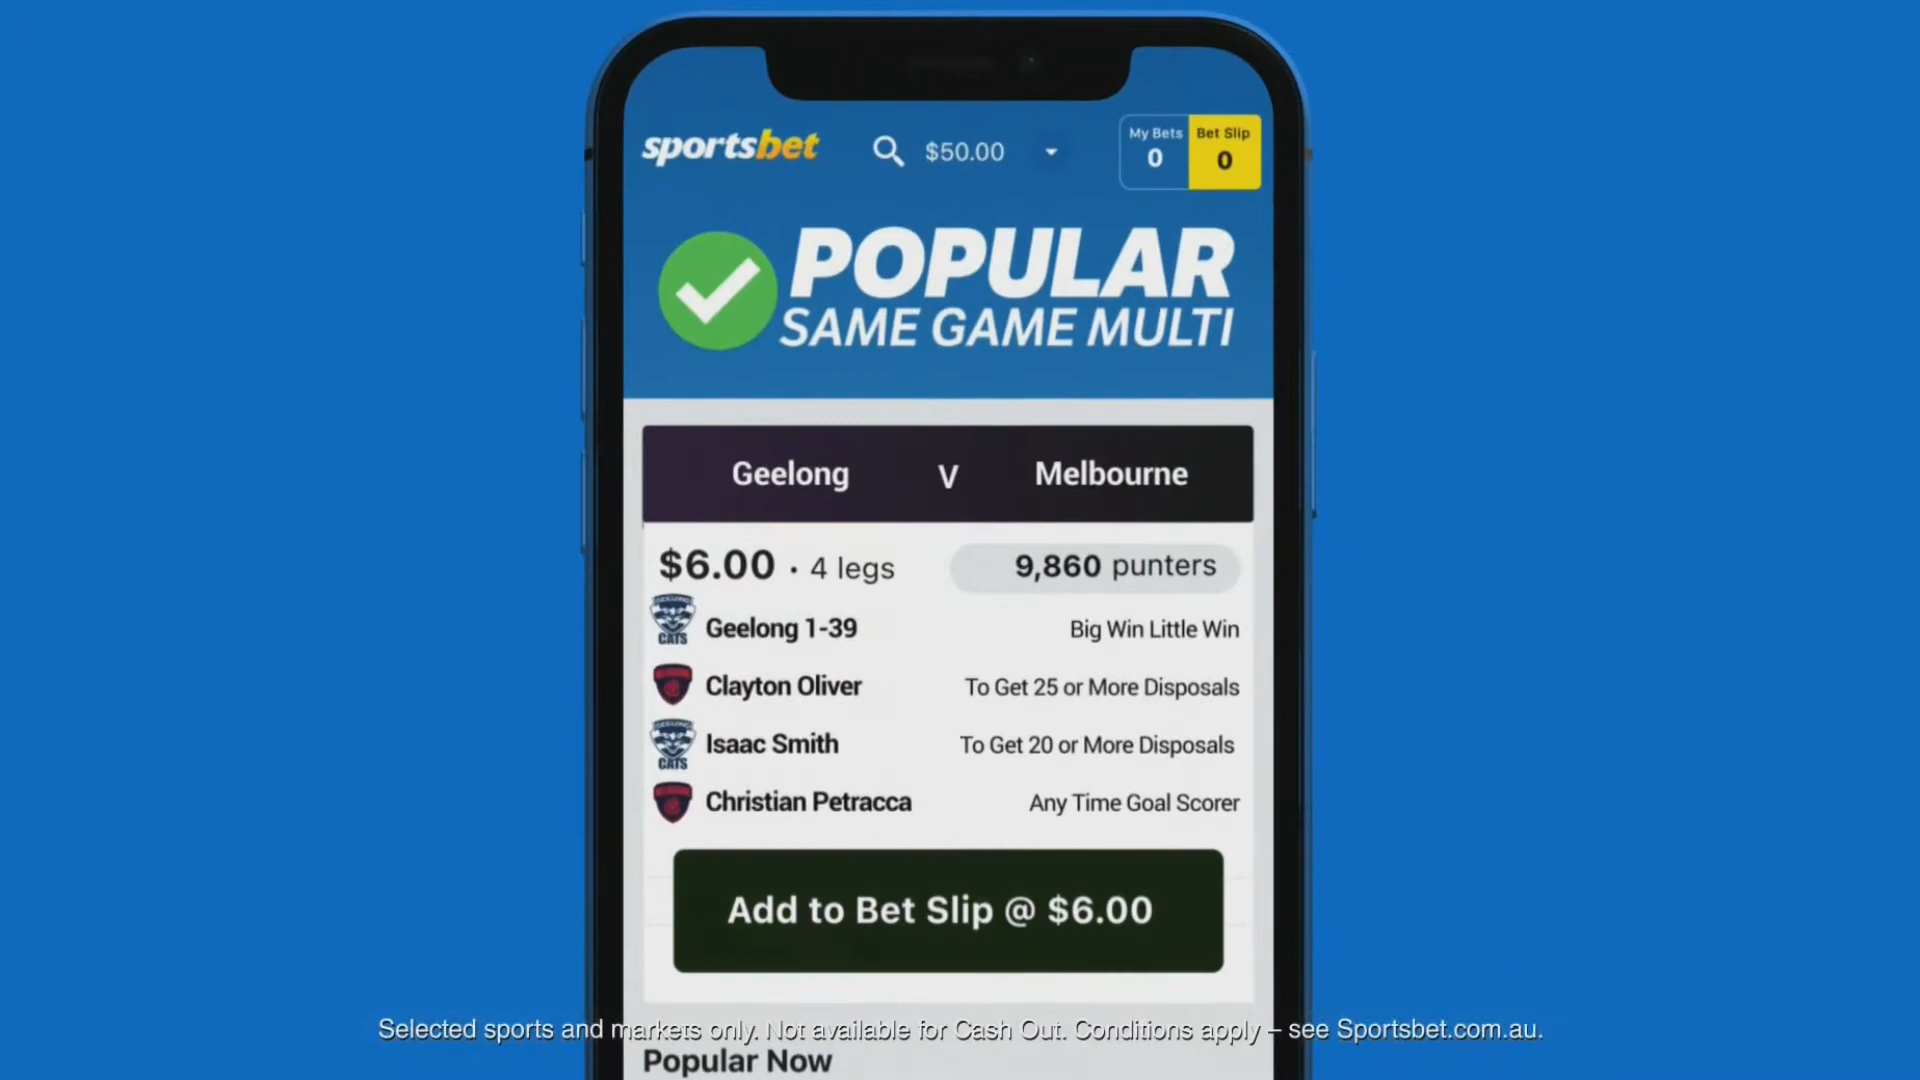 sportsbet
$50.00
My Bets
0
Bet Slip
0
POPULAR
SAME GAME MULTI
Geelong V Melbourne
$6.00 · 4 legs
9,860 punters
CATS
Geelong 1-39
Big Win Little Win
Clayton Oliver
To Get 25 or More Disposals
CATS
Isaac Smith
To Get 20 or More Disposals
Christian Petracca
Any Time Goal Scorer
Add to Bet Slip @ $6.00
Selected sports and markets only. Not available for Cash Out. Conditions apply – see Sportsbet.com.au.
Popular Now